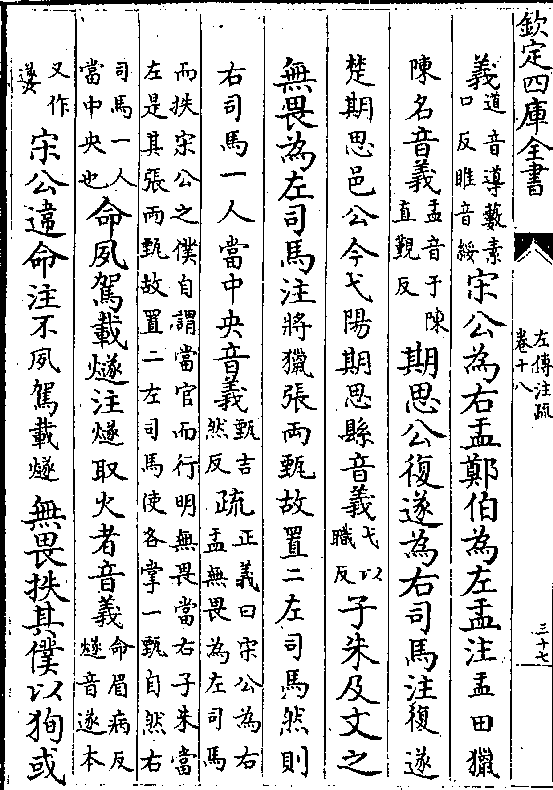 欽定四庫全書
左傳注疏
卷十八
三十七
義道音導藪素
口反睢音綏宋公為右盂鄭伯為左盂注盂田獵
陳名音義盂音于陳
直覲反期思公復遂為右司馬注復遂
楚期思邑公今弋陽期思縣音義弋以
職反子朱及文之
無畏為左司馬注將獵張兩甄故置二左司馬然則
右司馬一人當中央音義甄吉
然反疏正義曰宋公為右
盂無畏為左司馬
而抶宋公之僕自謂當官而行明無畏當右子朱當
左是其張兩甄故置二左司馬使各掌一甄自然右
司馬一人
當中央也命夙駕載燧注燧取火者音義命眉病反
燧音遂本
又作
䥙宋公違命注不夙駕載燧無畏抶其僕以狥或